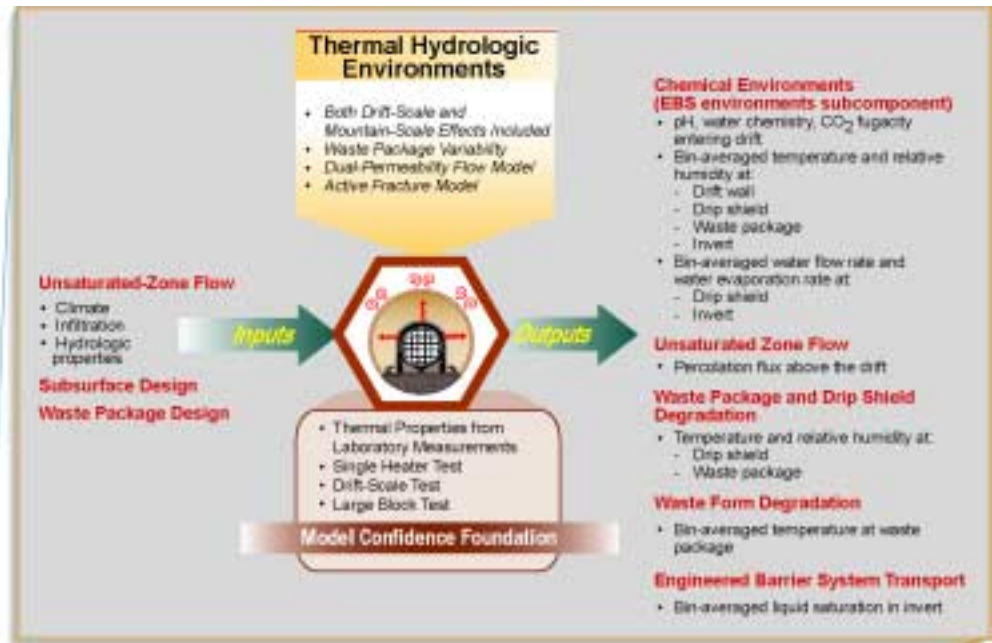 Thermal Hydrologic
Environments
• Both Drift-Scale and
Mountain-Scale Effects Included
• Waste Package Variability
• Dual-Permeability Flow Model
• Active Fracture Model
Unsaturated-Zone Flow
• Climate
• Infiltration
• Hydrologic
properties
Subsurface Design
Waste Package Design
Inputs
Outputs
• Thermal Properties from
Laboratory Measurements
• Single Heater Test
• Drift-Scale Test
• Large Block Test
Model Confidence Foundation
Chemical Environments
(EBS environments subcomponent)
• pH, water chemistry, CO2 fugacity
entering drift
• Bin-averaged temperature and relative
humidity at:
- Drift wall
- Drip shield
- Waste package
- Invert
• Bin-averaged water flow rate and
water evaporation rate at:
- Drip shield
- Invert
Unsaturated Zone Flow
• Percolation flux above the drift
Waste Package and Drip Shield
Degradation
• Temperature and relative humidity at:
- Drip shield
- Waste package
Waste Form Degradation
• Bin-averaged temperature at waste
package
Engineered Barrier System Transport
• Bin-averaged liquid saturation in invert